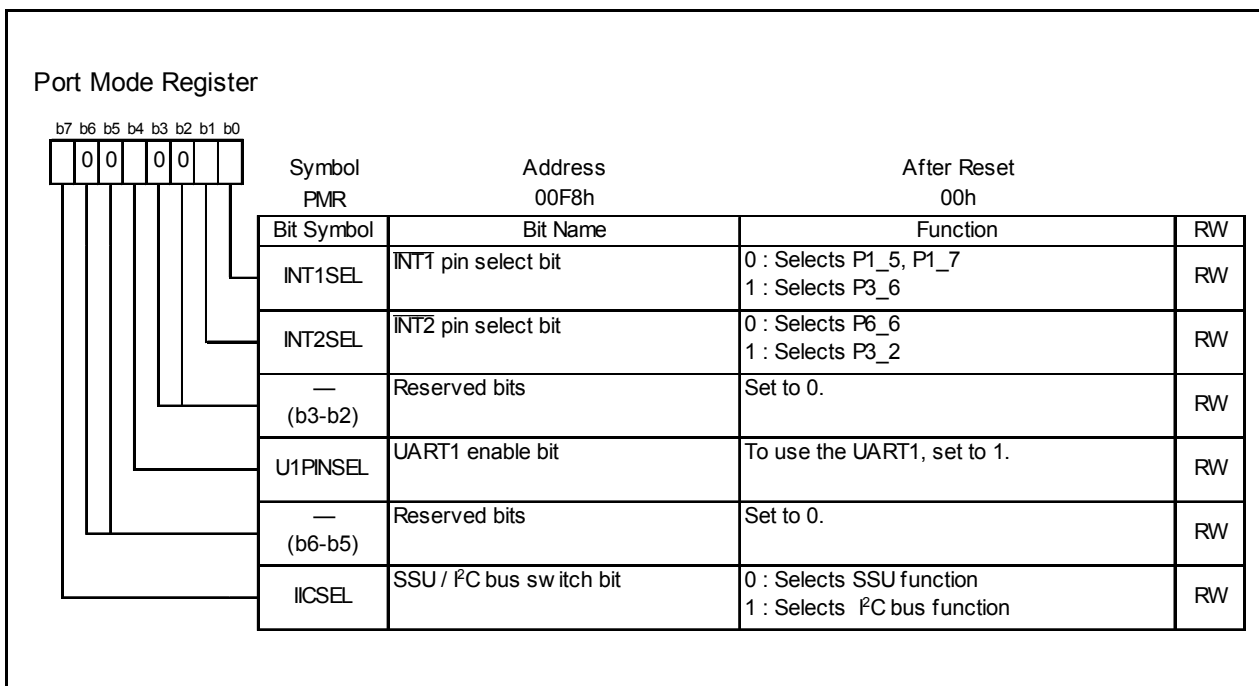 Port Mode Register
b7 b6 b5 b4 b3 b2 b1 b0
0 0 0 0
Symbol Address After Reset
PMR 00F8h 00h
Bit Symbol Bit Name Function RW
INT1SEL INT1 pin select bit 0 : Selects P1_5, P1_7 RW
1 : Selects P3_6
INT2SEL INT2 pin select bit 0 : Selects P6_6 RW
1 : Selects P3_2
— Reserved bits Set to 0. RW
(b3-b2)
U1PINSEL UART1 enable bit To use the UART1, set to 1. RW
— Reserved bits Set to 0. RW
(b6-b5)
IICSEL SSU / I²C bus switch bit 0 : Selects SSU function RW
1 : Selects I²C bus function